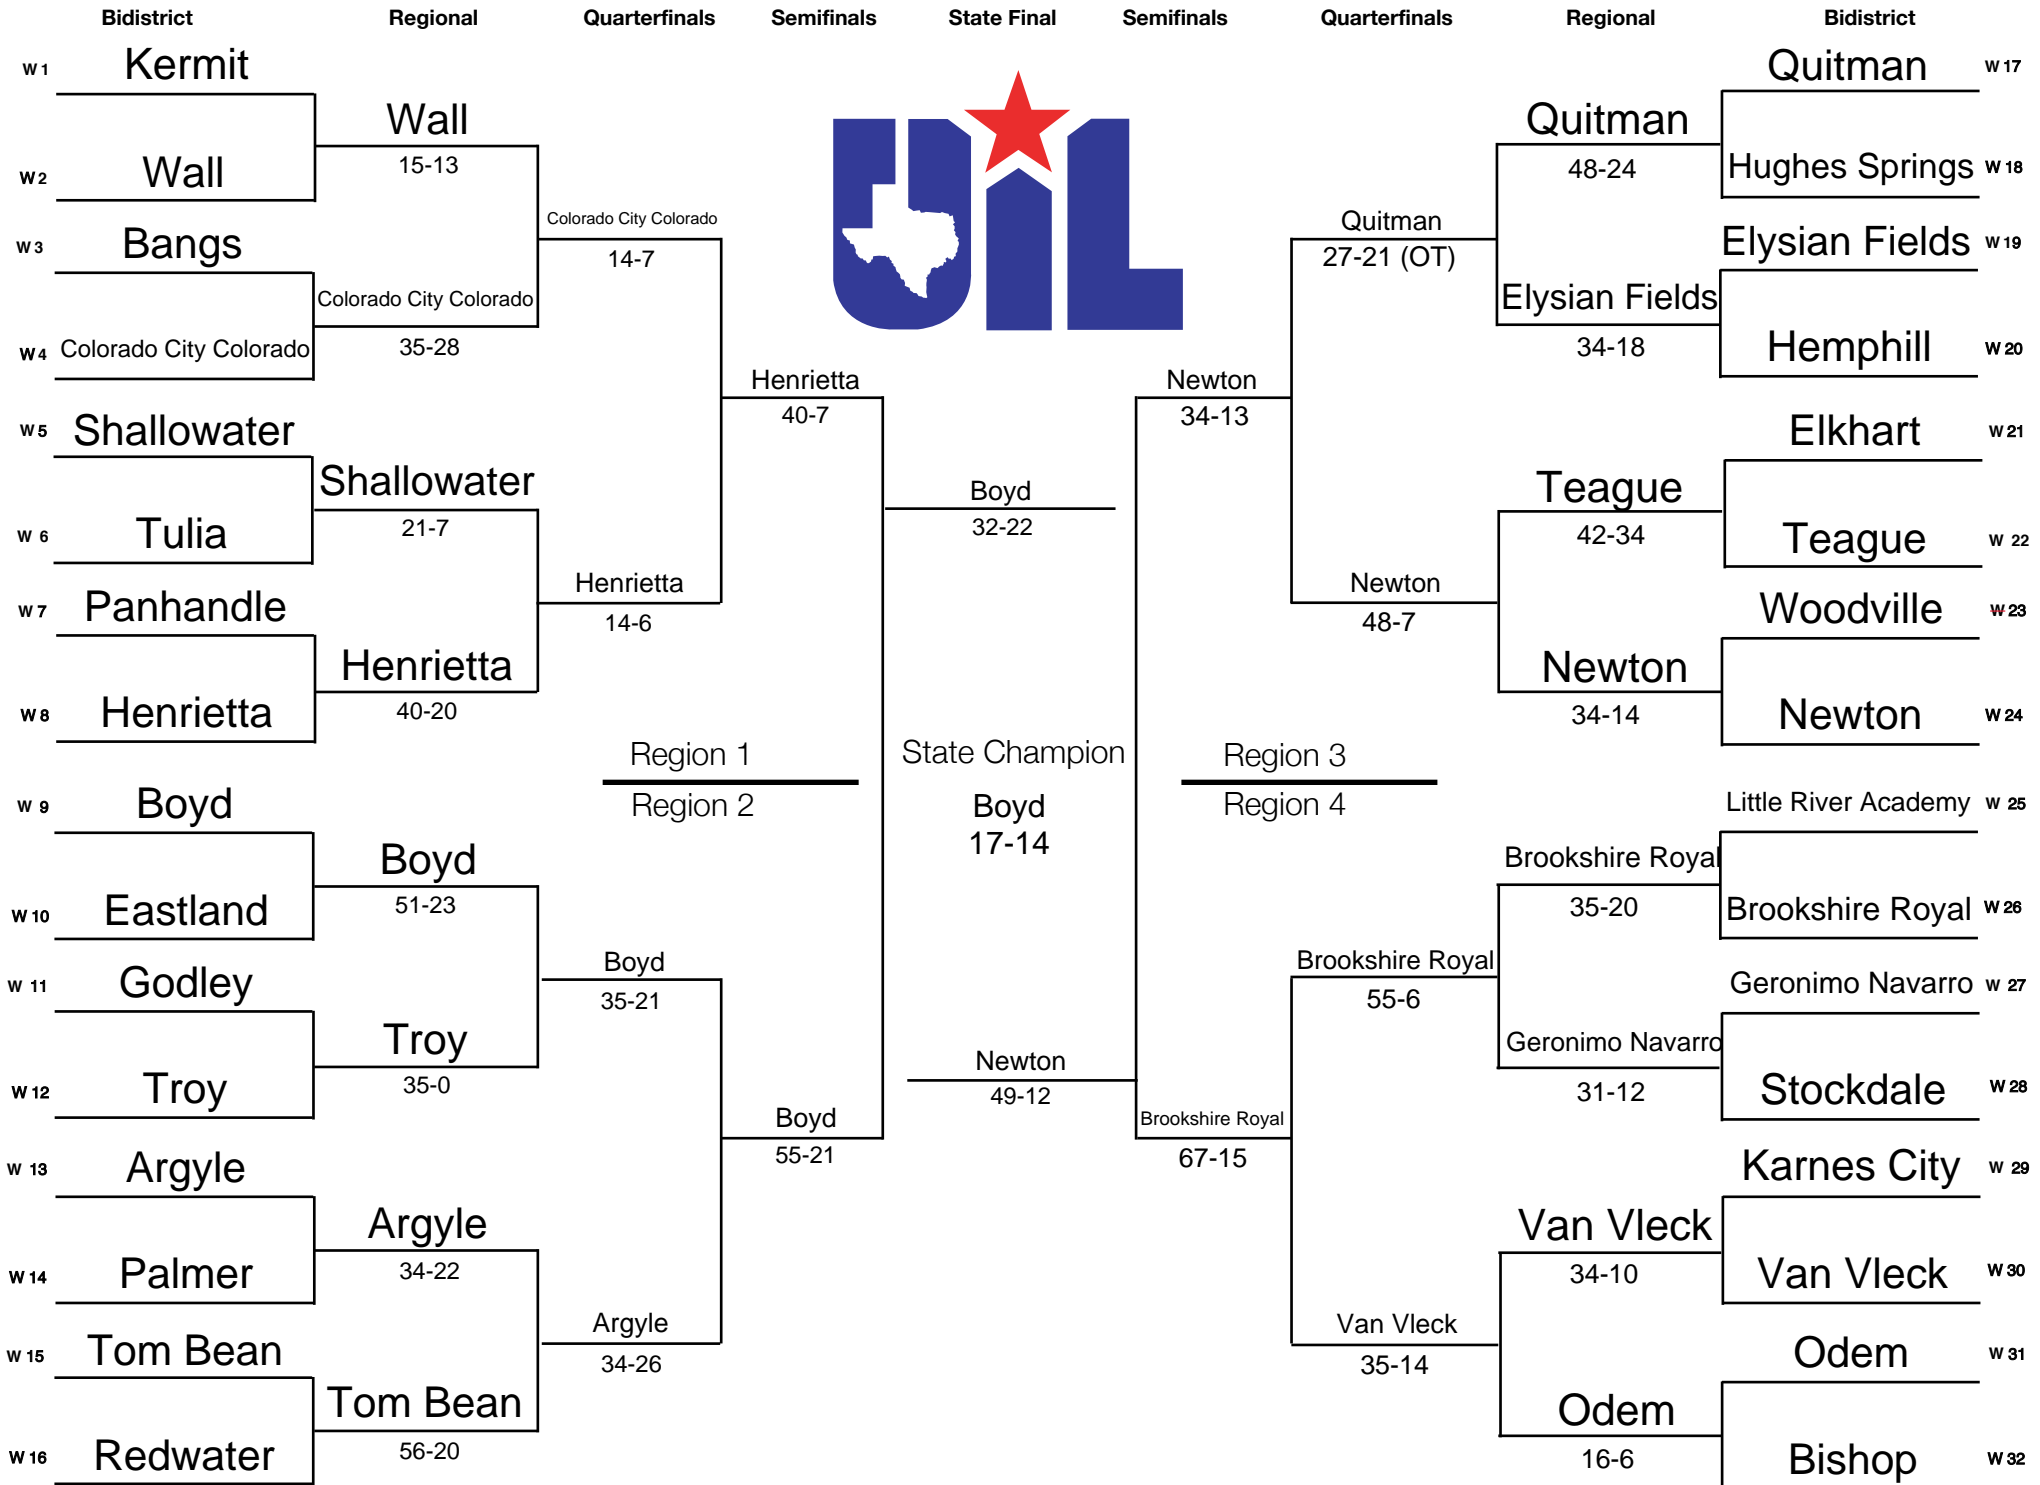 Bidistrict Regional Quarterfinals Semifinals State Final Semifinals Quarterfinals Regional Bidistrict
W 1 Kermit
Wall
15-13
W 2 Wall
Colorado City Colorado
14-7
W 3 Bangs
Colorado City Colorado
35-28
W 4 Colorado City Colorado
Henrietta
40-7
W 5 Shallowater
Shallowater
21-7
W 6 Tulia
Henrietta
14-6
W 7 Panhandle
Henrietta
40-20
W 8 Henrietta
Region 1
Region 2
W 9 Boyd
Boyd
51-23
W 10 Eastland
Boyd
35-21
W 11 Godley
Troy
35-0
W 12 Troy
Boyd
55-21
W 13 Argyle
Argyle
34-22
W 14 Palmer
Argyle
34-26
W 15 Tom Bean
Tom Bean
56-20
W 16 Redwater
UIL
Boyd
32-22
State Champion
Boyd
17-14
Newton
49-12
Quitman W 17
Quitman
48-24
Hughes Springs W 18
Quitman
27-21 (OT)
Elysian Fields W 19
Elysian Fields
34-18
Hemphill W 20
Newton
34-13
Elkhart W 21
Teague
42-34
Teague W 22
Newton
48-7
Woodville W 23
Newton
34-14
Newton W 24
Region 3
Region 4
Little River Academy W 25
Brookshire Royal
35-20
Brookshire Royal W 26
Brookshire Royal
55-6
Geronimo Navarro W 27
Geronimo Navarro
31-12
Stockdale W 28
Brookshire Royal
67-15
Karnes City W 29
Van Vleck
34-10
Van Vleck W 30
Van Vleck
35-14
Odem W 31
Odem
16-6
Bishop W 32